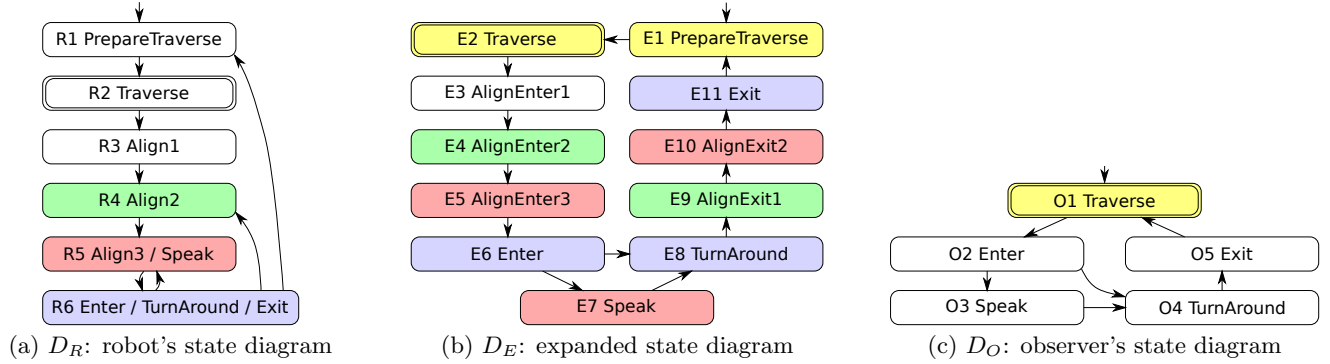 R1 PrepareTraverse
R2 Traverse
R3 Align1
R4 Align2
R5 Align3 / Speak
R6 Enter / TurnAround / Exit
(a) D_R: robot's state diagram
E2 Traverse
E1 PrepareTraverse
E3 AlignEnter1
E11 Exit
E4 AlignEnter2
E10 AlignExit2
E5 AlignEnter3
E9 AlignExit1
E6 Enter
E8 TurnAround
E7 Speak
(b) D_E: expanded state diagram
O1 Traverse
O2 Enter
O5 Exit
O3 Speak
O4 TurnAround
(c) D_O: observer's state diagram